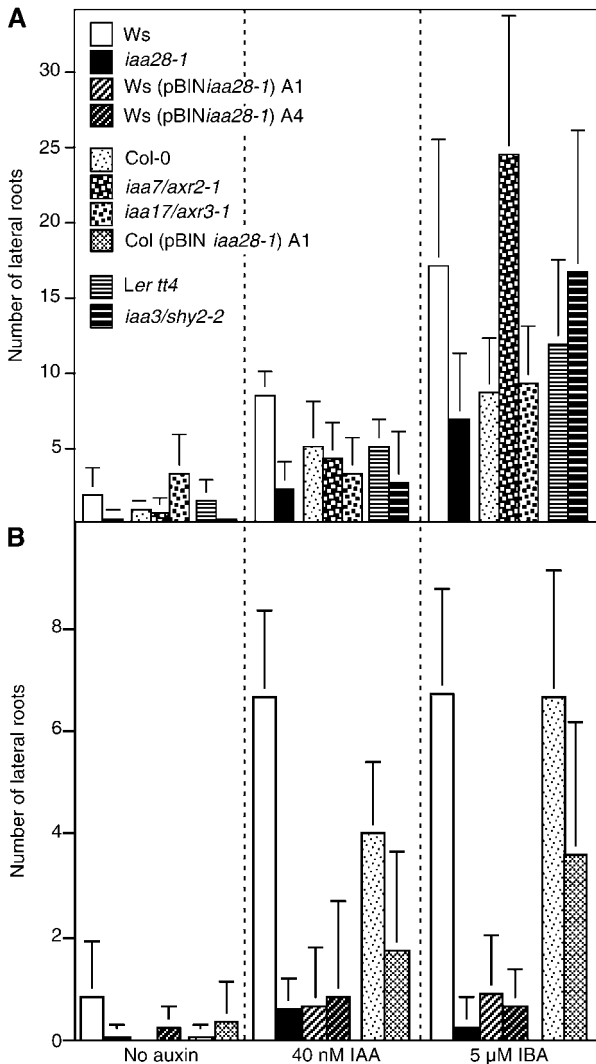 A
Ws
iaa28-1
Ws (pBINiaa28-1) A1
Ws (pBINiaa28-1) A4
Col-0
iaa7/axr2-1
iaa17/axr3-1
Col (pBIN iaa28-1) A1
Ler tt4
iaa3/shy2-2
Number of lateral roots
30
25
20
15
10
5
B
Number of lateral roots
8
6
4
2
0
No auxin 40 nM IAA 5 µM IBA